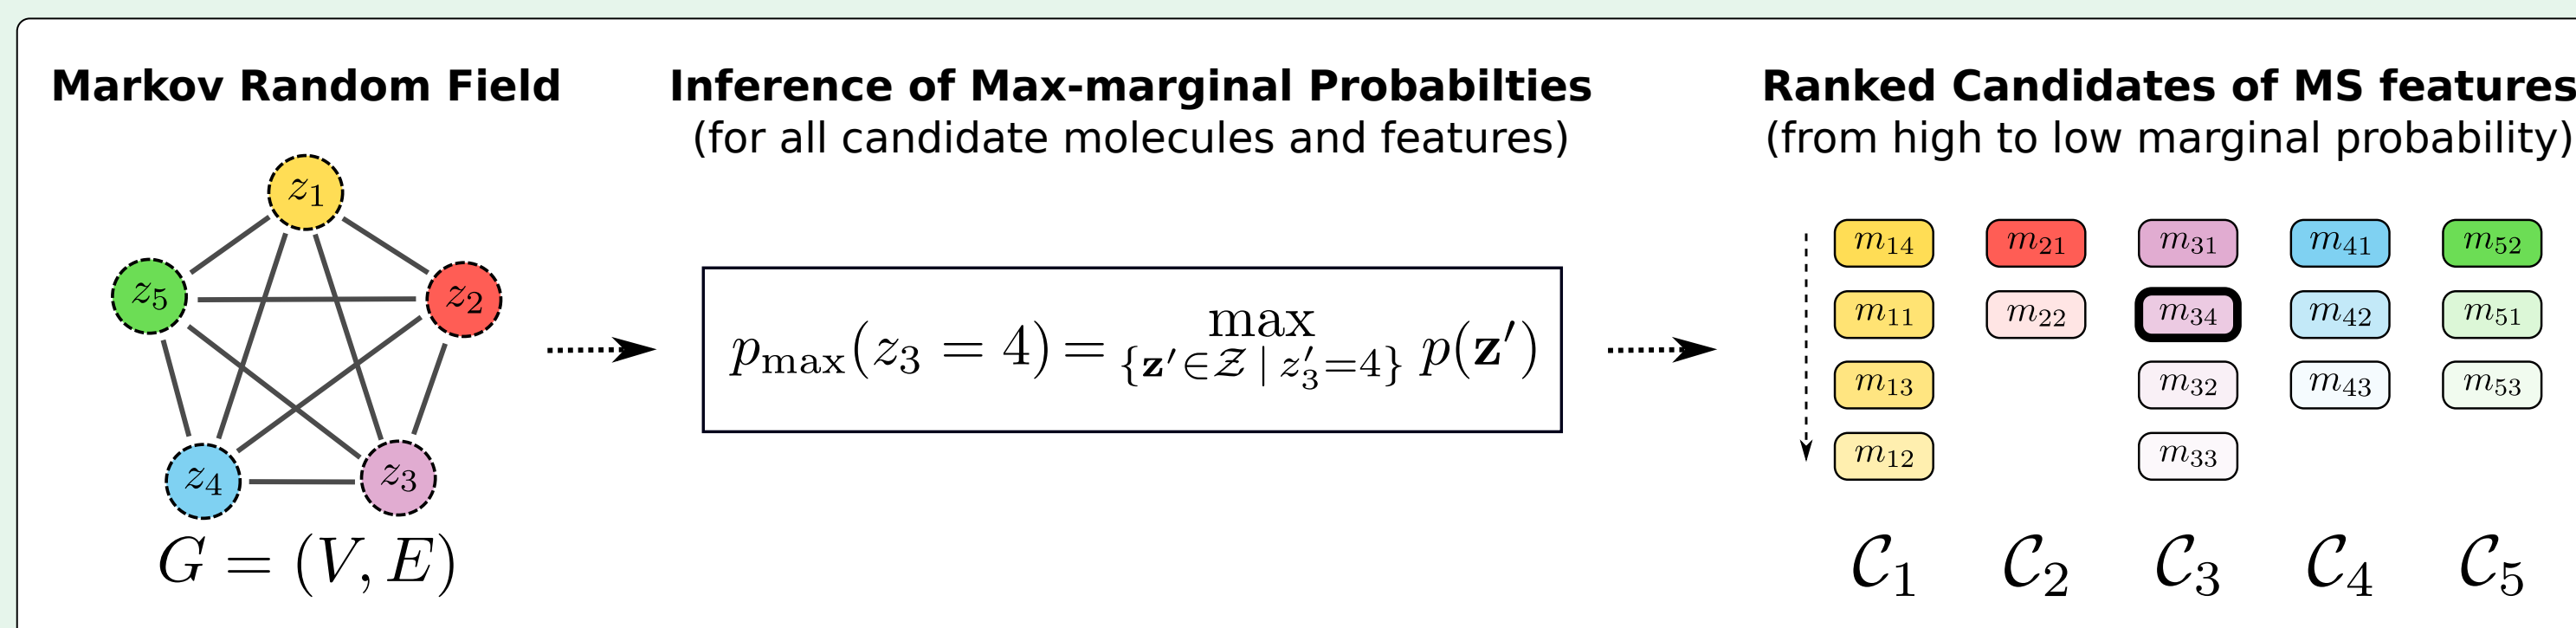 Markov Random Field
z1
z5
z2
z4
z3
G = (V, E)
Inference of Max-marginal Probabilties
(for all candidate molecules and features)
p_max(z_3 = 4) = max_{{z′∈𝒵 | z′_3=4}} p(z′)
Ranked Candidates of MS features
(from high to low marginal probability)
m14 m21 m31 m41 m52
m11 m22 m34 m42 m51
m13 m32 m43 m53
m12 m33
𝒞1 𝒞2 𝒞3 𝒞4 𝒞5